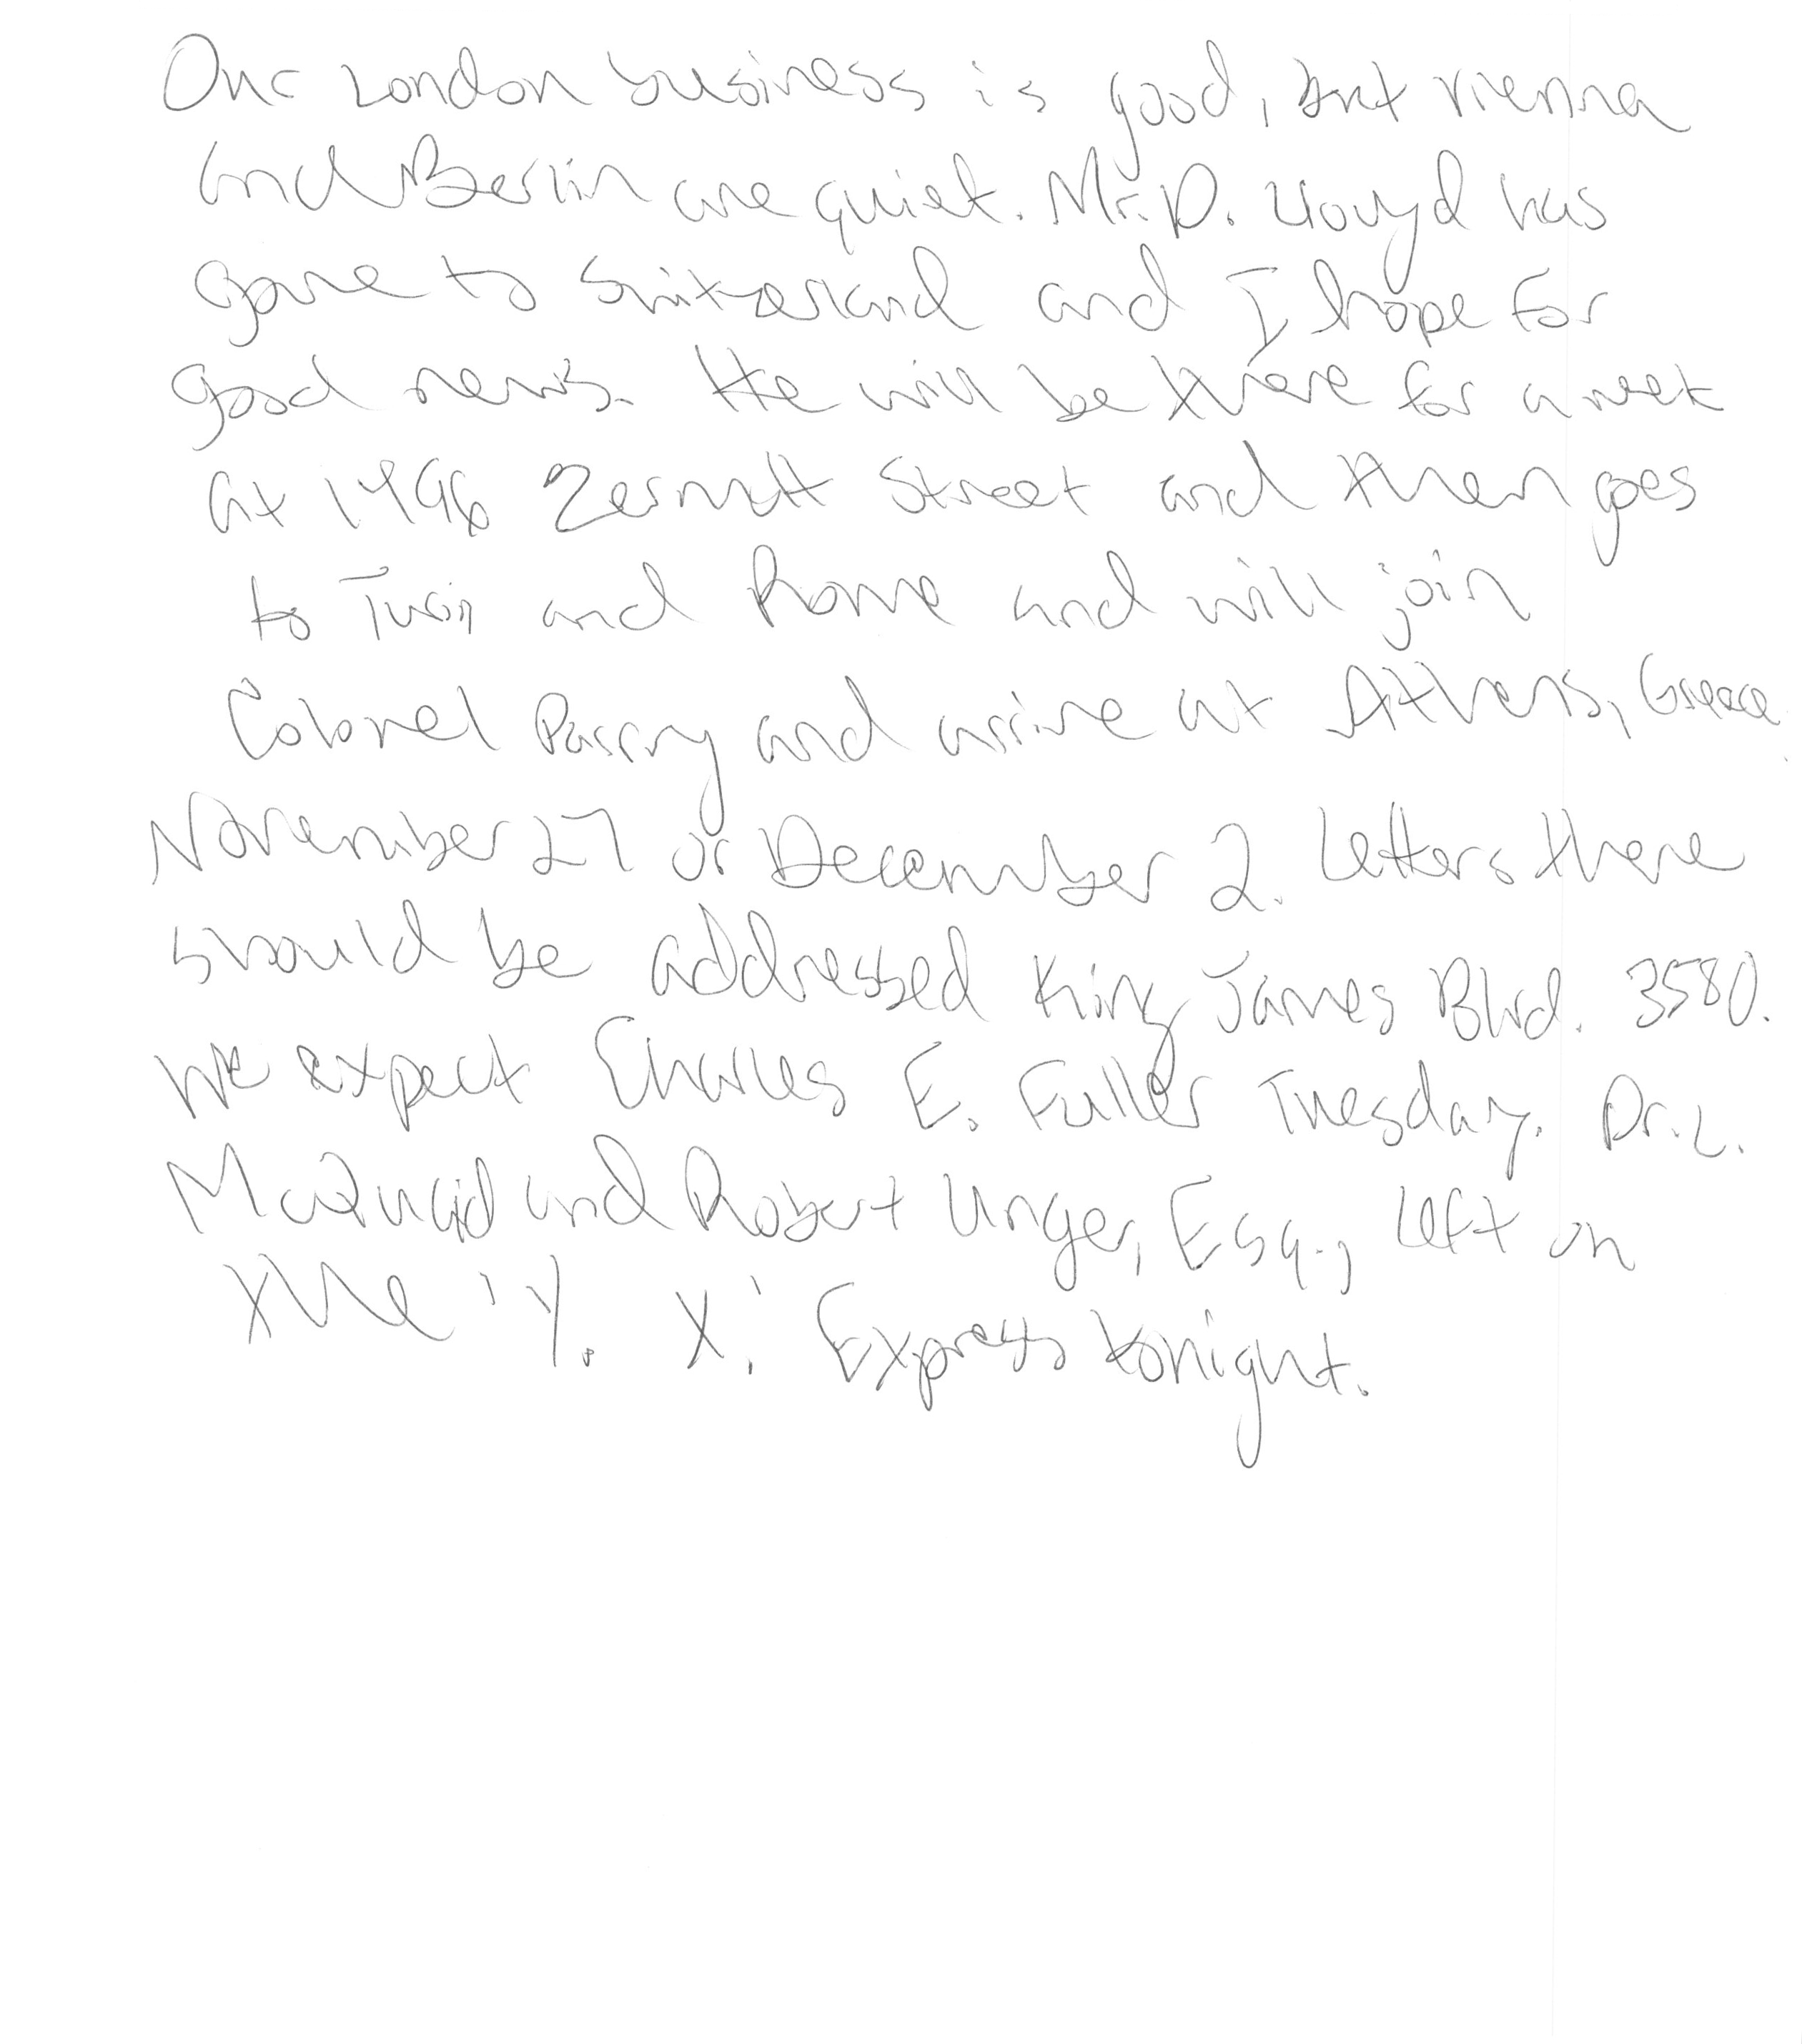 Our London business is good, but Vienna
and Berlin are quiet. Mr. D. Lloyd has
gone to Switzerland and I hope for
good news. He will be there for a week
at 1496 Zermott Street and then goes
to Turin and Rome and will join
Colonel Parry and arrive at Athens, Greece.
November 27 or December 2. Letters there
should be addressed King James Blvd. 3580.
We expect Charles E. Fuller Tuesday. Dr. L.
McQuaid and Robert Unger, Esq., left on
the 'Y. X.' Express tonight.